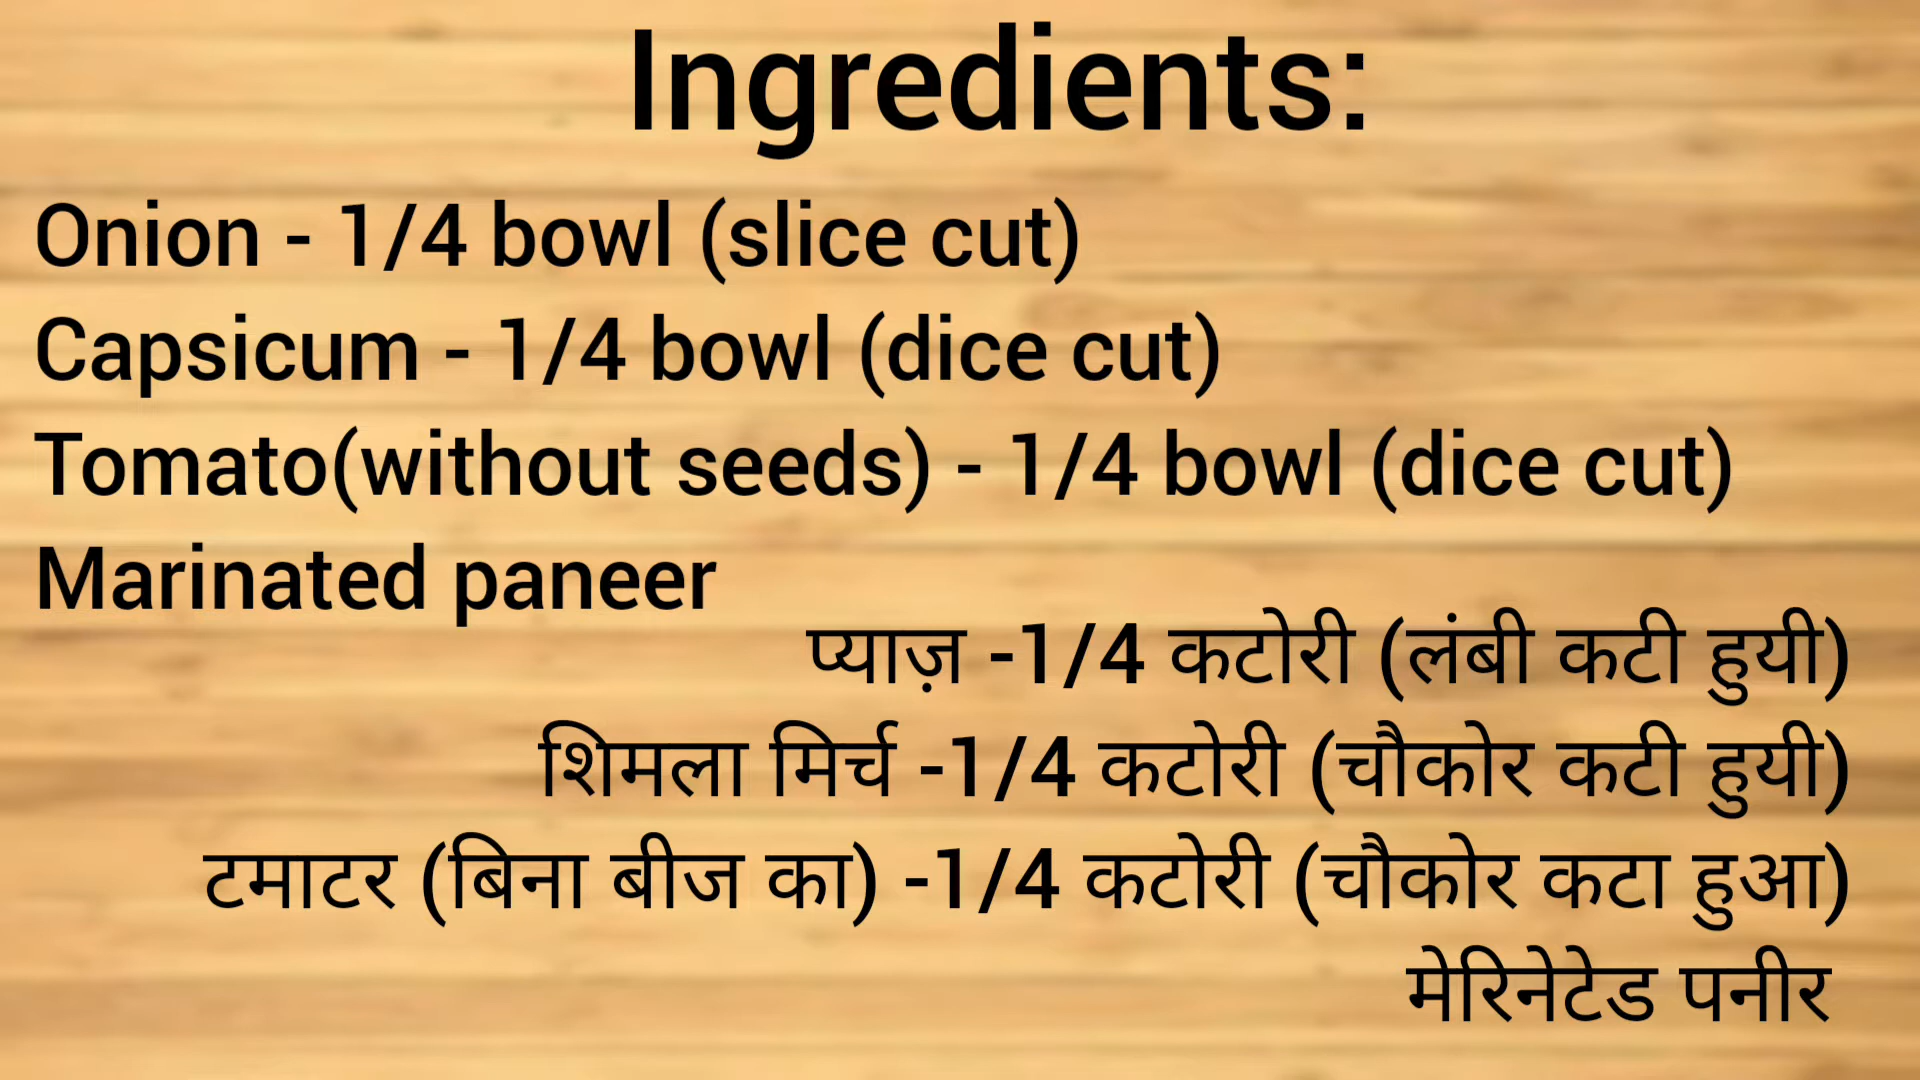 Ingredients:
Onion - 1/4 bowl (slice cut)
Capsicum - 1/4 bowl (dice cut)
Tomato(without seeds) - 1/4 bowl (dice cut)
Marinated paneer
प्याज़ -1/4 कटोरी (लंबी कटी हुयी)
शिमला मिर्च -1/4 कटोरी (चौकोर कटी हुयी)
टमाटर (बिना बीज का) -1/4 कटोरी (चौकोर कटा हुआ)
मेरिनेटेड पनीर